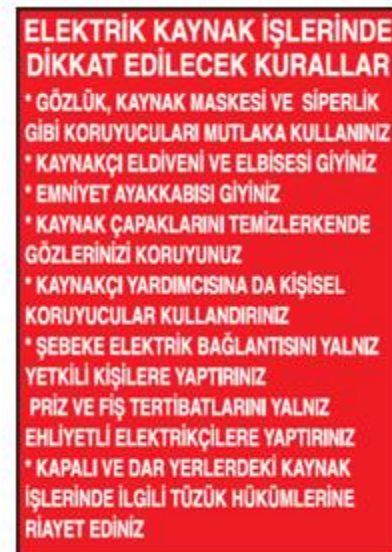 ELEKTRİK KAYNAK İŞLERİNDE
DİKKAT EDİLECEK KURALLAR
* GÖZLÜK, KAYNAK MASKESİ VE SİPERLİK
GİBİ KORUYUCULARI MUTLAKA KULLANINIZ
* KAYNAKÇI ELDİVENİ VE ELBİSESİ GİYİNİZ
* EMNİYET AYAKKABISI GİYİNİZ
* KAYNAK ÇAPAKLARINI TEMİZLERKENDE
GÖZLERİNİZİ KORUYUNUZ
* KAYNAKÇI YARDIMCISINA DA KİŞİSEL
KORUYUCULAR KULLANDIRINIZ
* ŞEBEKE ELEKTRİK BAĞLANTISINI YALNIZ
YETKİLİ KİŞİLERE YAPTIRINIZ
PRİZ VE FİŞ TERTİBATLARINI YALNIZ
EHLİYETLİ ELEKTRİKÇİLERE YAPTIRINIZ
* KAPALI VE DAR YERLERDEKİ KAYNAK
İŞLERİNDE İLGİLİ TÜZÜK HÜKÜMLERİNE
RİAYET EDİNİZ